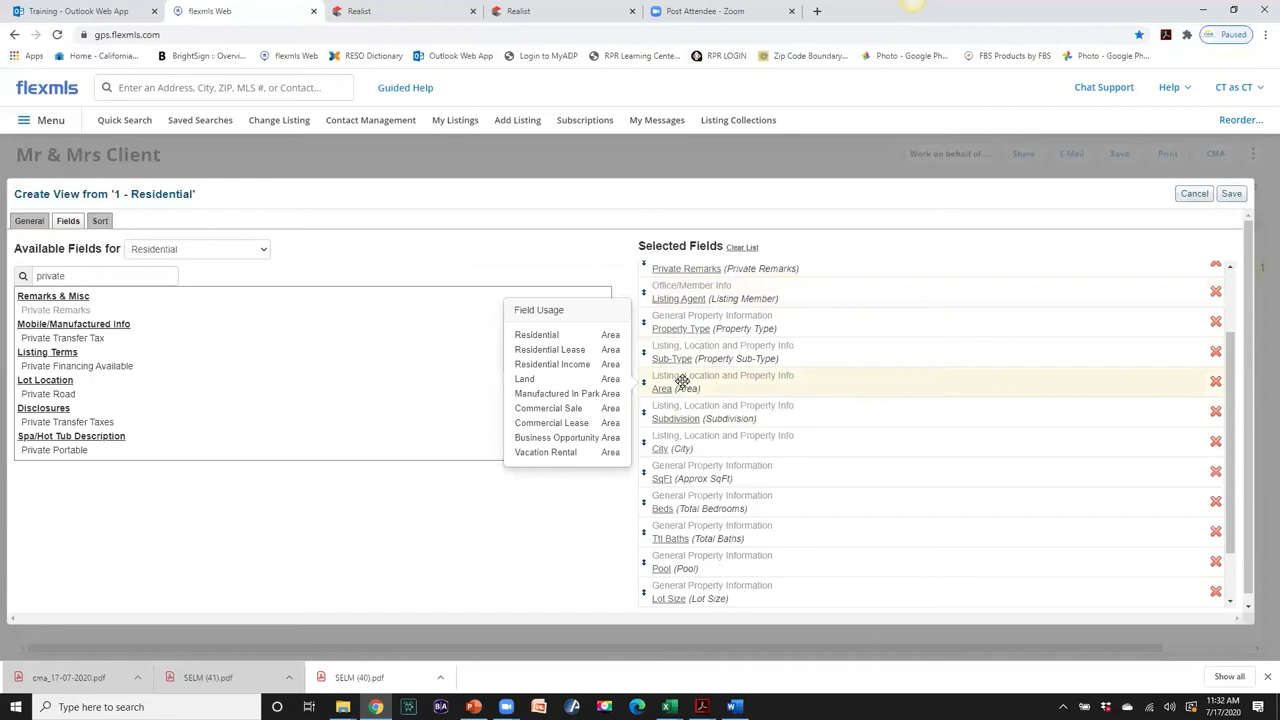 Training - Outlook Web App
flexmls Web
Realist
Realist
Post Attendee - Zoom
gps.flexmls.com
Paused
Apps
Home - California...
BrightSign :: Overvi...
flexmls Web
RESO Dictionary
Outlook Web App
Login to MyADP
RPR Learning Cente...
RPR LOGIN
Zip Code Boundary...
Photo - Google Ph...
FBS Products by FBS
Photo - Google Ph...
flexmls
Enter an Address, City, ZIP, MLS #, or Contact...
Guided Help
Chat Support
Help
CT as CT
Menu
Quick Search
Saved Searches
Change Listing
Contact Management
My Listings
Add Listing
Subscriptions
My Messages
Listing Collections
Reorder...
Mr & Mrs Client
Work on behalf of ...
Share
E-Mail
Save
Print
CMA
Create View from '1 - Residential'
Cancel
Save
General
Fields
Sort
Available Fields for
Residential
private
Remarks & Misc
Private Remarks
Mobile/Manufactured Info
Private Transfer Tax
Listing Terms
Private Financing Available
Lot Location
Private Road
Disclosures
Private Transfer Taxes
Spa/Hot Tub Description
Private Portable
Field Usage
Residential Area
Residential Lease Area
Residential Income Area
Land Area
Manufactured In Park Area
Commercial Sale Area
Commercial Lease Area
Business Opportunity Area
Vacation Rental Area
Selected Fields Clear List
Private Remarks (Private Remarks)
Office/Member Info
Listing Agent (Listing Member)
General Property Information
Property Type (Property Type)
Listing, Location and Property Info
Sub-Type (Property Sub-Type)
Listing, Location and Property Info
Area (Area)
Listing, Location and Property Info
Subdivision (Subdivision)
Listing, Location and Property Info
City (City)
General Property Information
SqFt (Approx SqFt)
General Property Information
Beds (Total Bedrooms)
General Property Information
Ttl Baths (Total Baths)
General Property Information
Pool (Pool)
General Property Information
Lot Size (Lot Size)
1
cma_17-07-2020.pdf
SELM (41).pdf
SELM (40).pdf
Show all
Type here to search
11:32 AM
7/17/2020